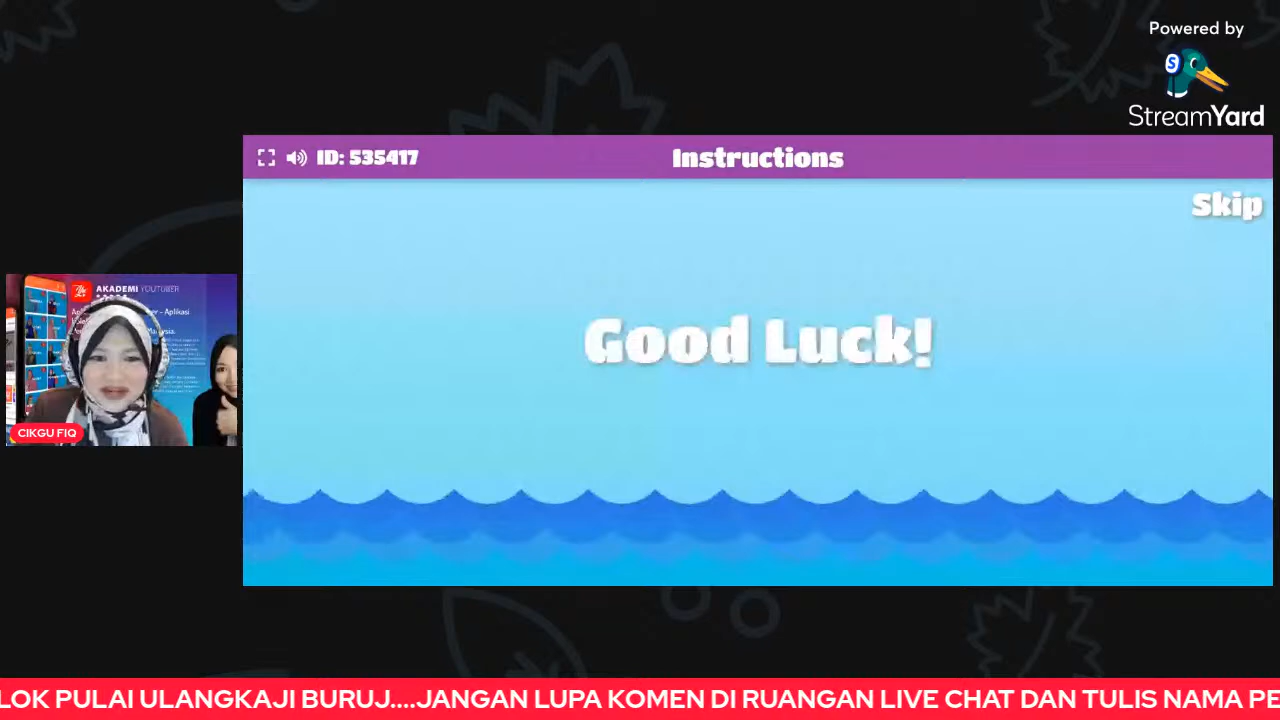 Powered by
StreamYard
ID: 535417
Instructions
Skip
Good Luck!
AKADEMI YOUTUBER
CIKGU FIQ
LOK PULAI ULANGKAJI BURUJ....JANGAN LUPA KOMEN DI RUANGAN LIVE CHAT DAN TULIS NAMA PE